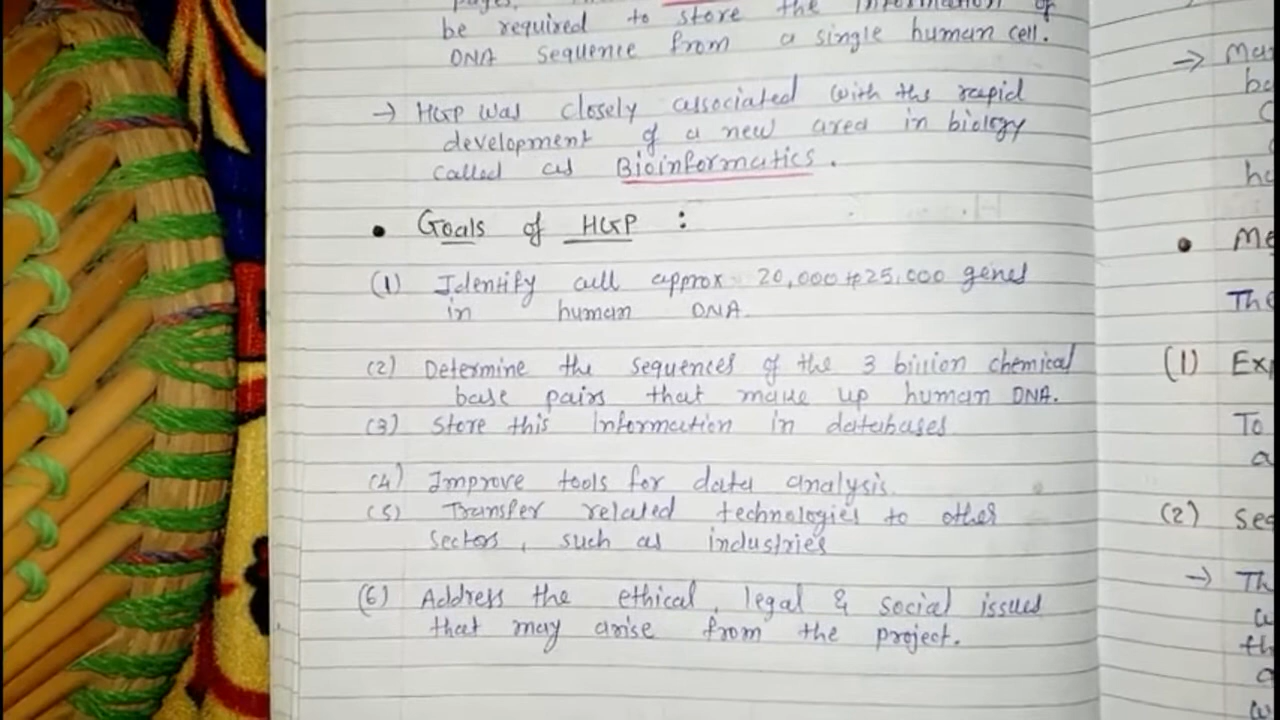 be required to store the information of
DNA sequence from a single human cell.
→ HGP was closely associated with the rapid
development of a new area in biology
called as Bioinformatics.
• Goals of HGP :
(1) Identify all approx 20,000 to 25,000 genes
in human DNA.
(2) Determine the sequences of the 3 billion chemical
base pairs that make up human DNA.
(3) Store this information in databases
(4) Improve tools for data analysis.
(5) Transfer related technologies to other
sectors, such as industries
(6) Address the ethical, legal & social issues
that may arise from the project.
→
•
The
(1)
To
a
(2)
→ Th